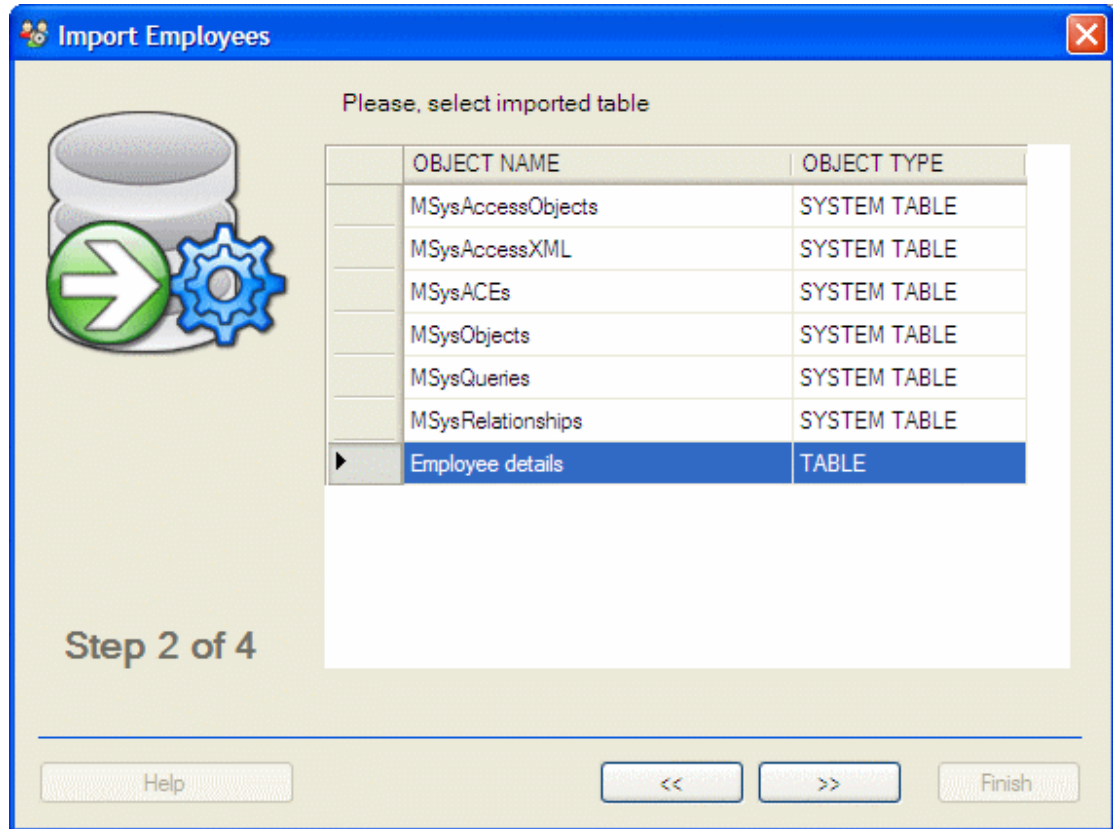 Import Employees
Please, select imported table
OBJECT NAME OBJECT TYPE
MSysAccessObjects SYSTEM TABLE
MSysAccessXML SYSTEM TABLE
MSysACEs SYSTEM TABLE
MSysObjects SYSTEM TABLE
MSysQueries SYSTEM TABLE
MSysRelationships SYSTEM TABLE
Employee details TABLE
Step 2 of 4
Help << >> Finish